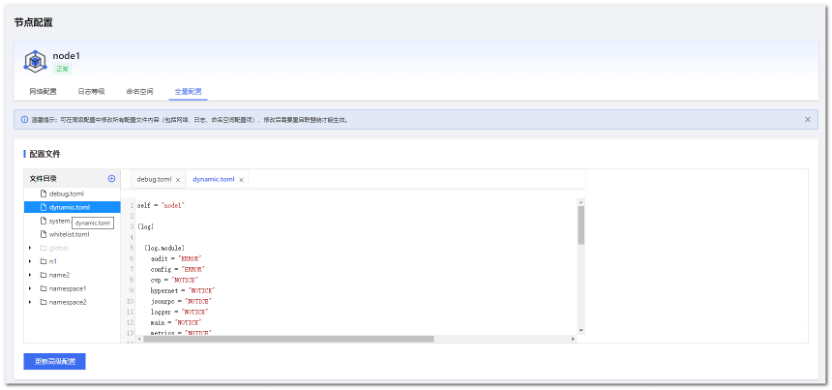 节点配置
node1
正常
网络配置 日志等级 命名空间 全量配置
温馨提示：可在高级配置中修改所有配置文件内容（包括网络、日志、命名空间配置项），修改后需要重启联盟链才能生效。
配置文件
文件目录
debug.toml
dynamic.toml
system
dynamic.toml
whitelist.toml
global
n1
name2
namespace1
namespace2
debug.toml × dynamic.toml ×
1 self = "node1"
2
3 [log]
4
5 [log.module]
6 audit = "ERROR"
7 config = "ERROR"
8 cvp = "NOTICE"
9 hypernet = "NOTICE"
10 jsonrpc = "NOTICE"
11 logger = "NOTICE"
12 main = "NOTICE"
13 metrics = "NOTICE"
更新高级配置